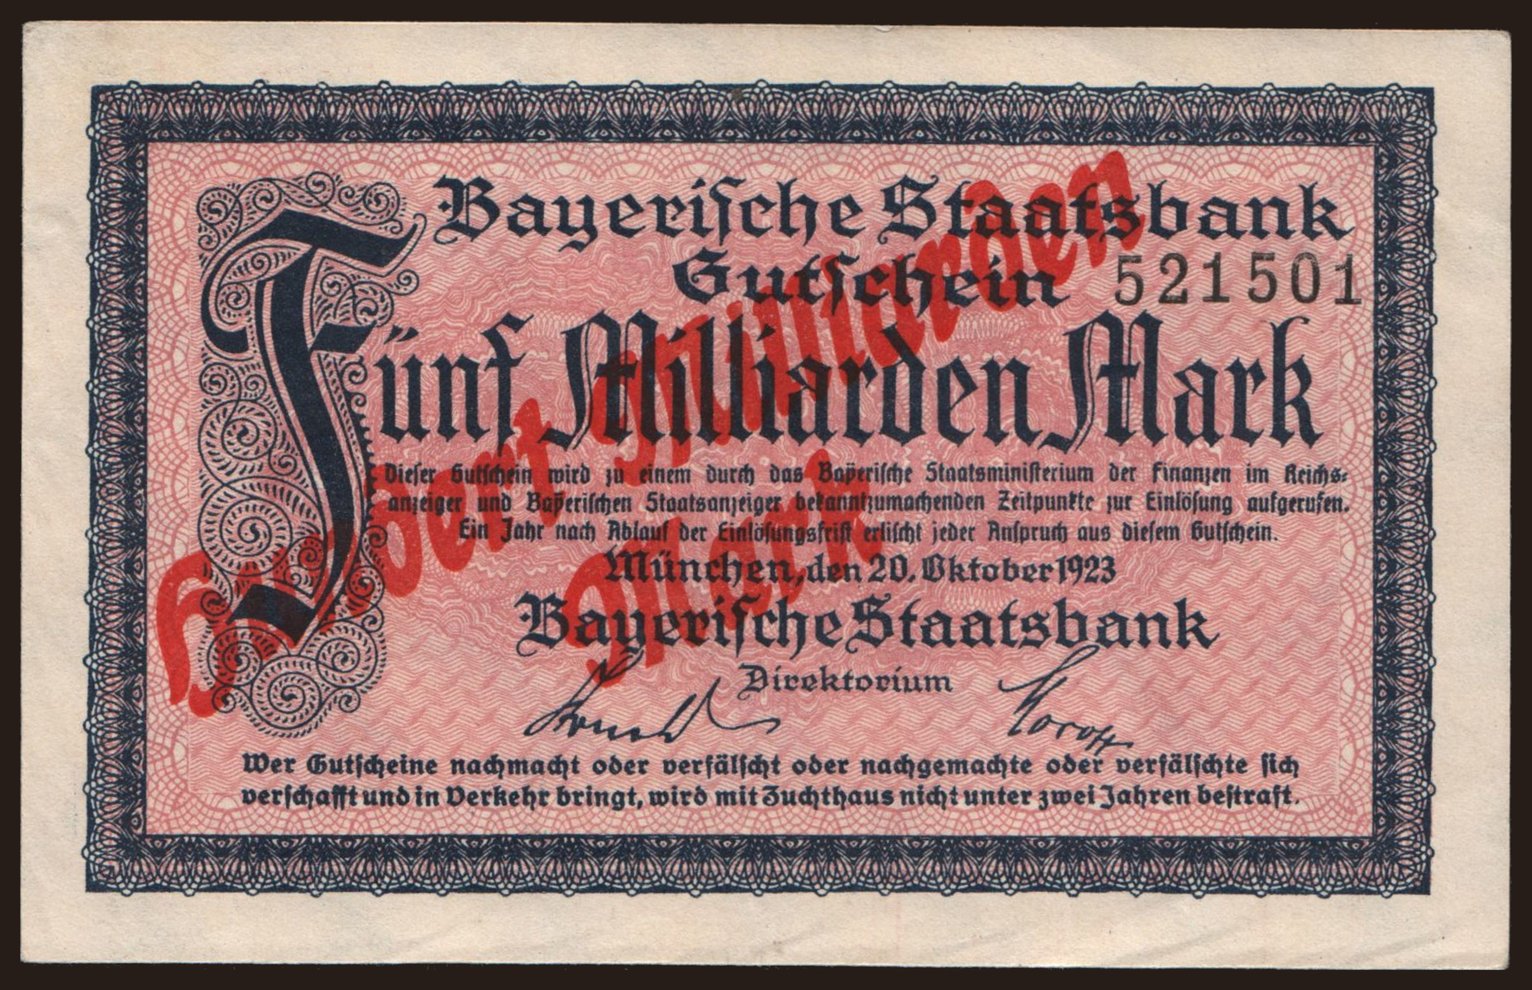 Bayerische Staatsbank
Gutschein 521501
Fünf Milliarden Mark
Dieser Gutschein wird zu einem durch das Bayerische Staatsministerium der Finanzen im Reichs-
anzeiger und Bayerischen Staatsanzeiger bekanntzumachenden Zeitpunkte zur Einlösung aufgerufen.
Ein Jahr nach Ablauf der Einlösungsfrist erlischt jeder Anspruch aus diesem Gutschein.
München, den 20. Oktober 1923
Bayerische Staatsbank
Direktorium
Wer Gutscheine nachmacht oder verfälscht oder nachgemachte oder verfälschte sich
verschafft und in Verkehr bringt, wird mit Zuchthaus nicht unter zwei Jahren bestraft.
Hundert Milliarden
Mark